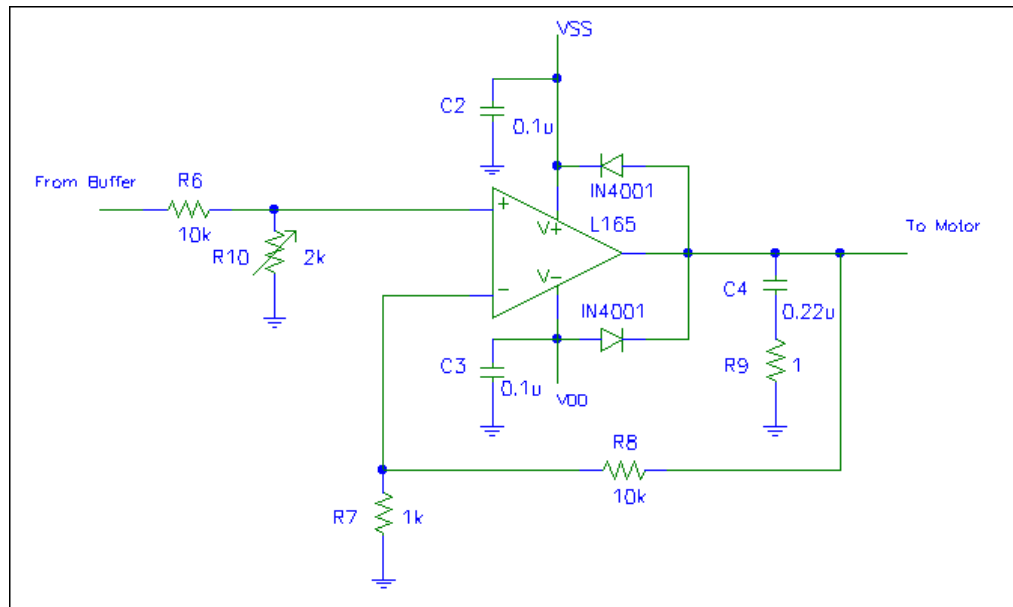 VSS
C2
0.1u
From Buffer
R6
10k
R10
2k
IN4001
L165
+
V+
V-
-
To Motor
IN4001
C4
0.22u
C3
0.1u
VDD
R9
1
R8
10k
R7
1k